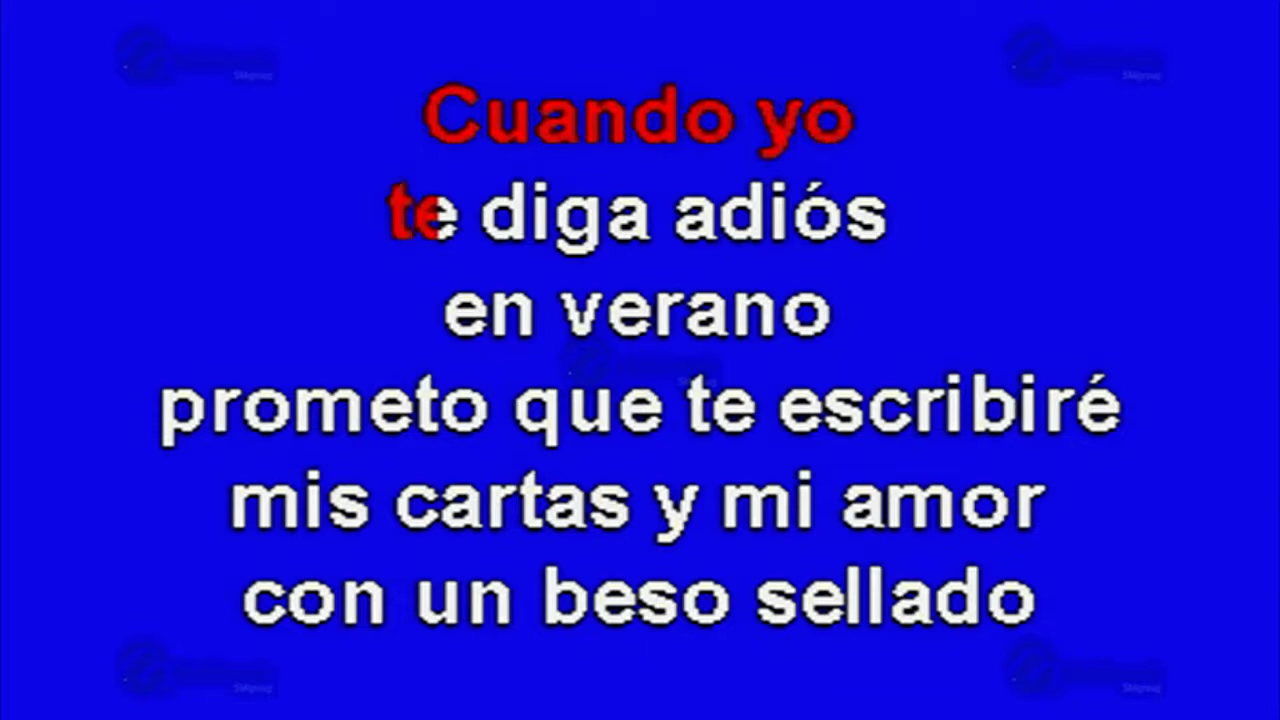 Cuando yo
te diga adiós
en verano
prometo que te escribiré
mis cartas y mi amor
con un beso sellado